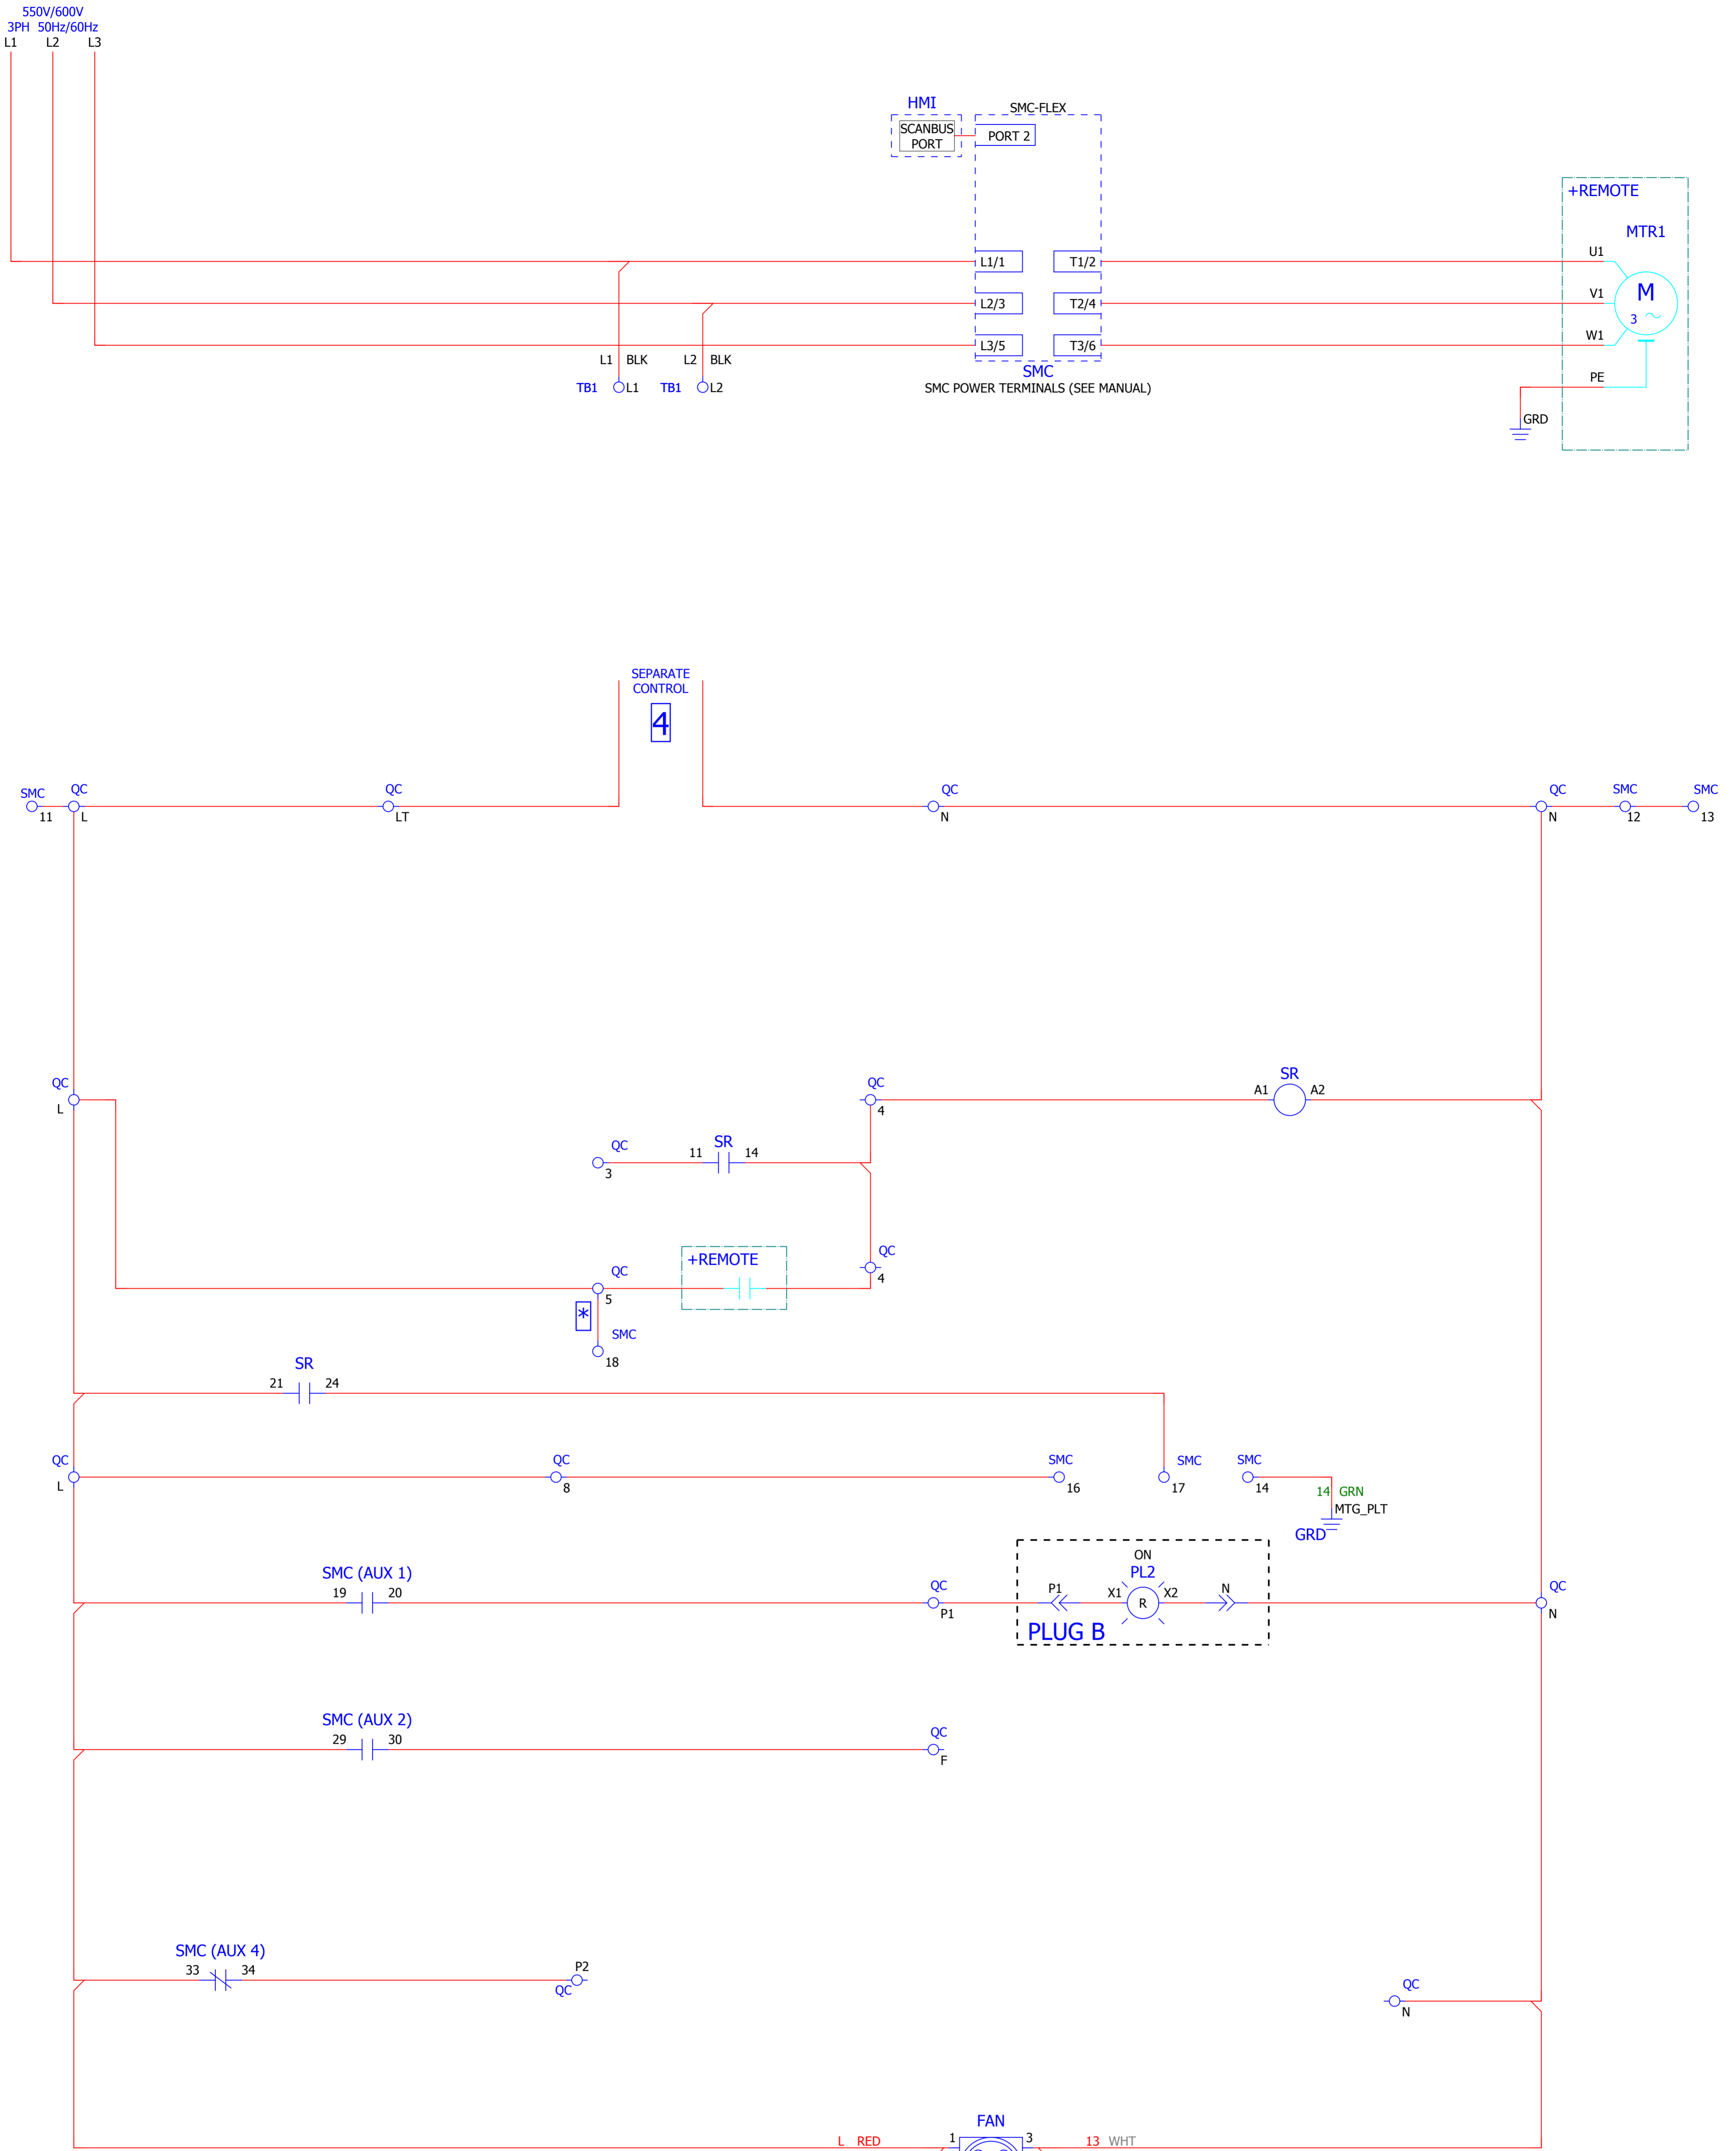 550V/600V
3PH 50Hz/60Hz
L1 L2 L3
HMI
SCANBUS
PORT
SMC-FLEX
PORT 2
+REMOTE
MTR1
L1/1 T1/2 U1
L2/3 T2/4 V1
M
3
L3/5 T3/6 W1
L1 BLK L2 BLK
SMC
TB1 L1 TB1 L2
SMC POWER TERMINALS (SEE MANUAL)
PE
GRD
SEPARATE
CONTROL
4
SMC QC QC QC QC SMC SMC
11 L LT N N 12 13
QC QC SR
A1 A2
L 4
QC 11 SR 14
3
QC
4
+REMOTE
QC
5
*
SMC
18
SR
21 24
QC QC SMC SMC SMC
L 8 16 17 14
14 GRN
MTG_PLT
GRD
ON
PL2
SMC (AUX 1)
19 20 QC P1 X1 R X2 N QC
P1 N
PLUG B
SMC (AUX 2)
29 30 QC
F
SMC (AUX 4)
33 34 P2
QC
QC
N
FAN
L RED 1 3 13 WHT